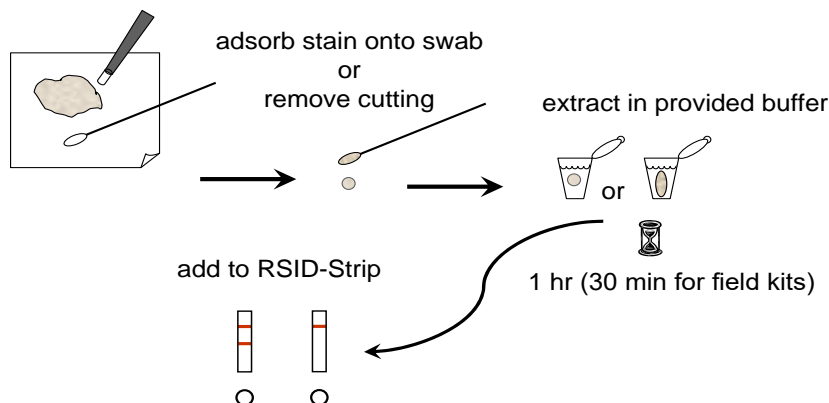 adsorb stain onto swab
or
remove cutting
extract in provided buffer
or
1 hr (30 min for field kits)
add to RSID-Strip